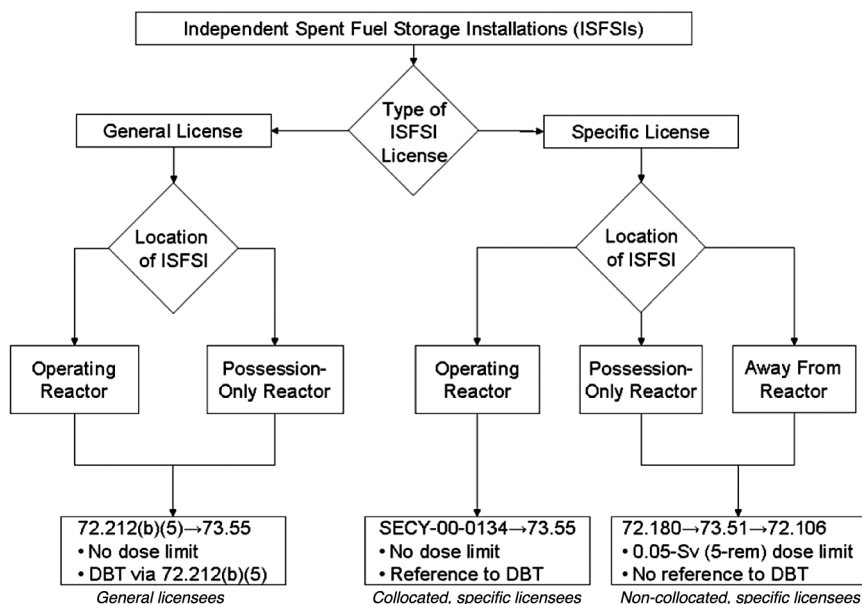 Independent Spent Fuel Storage Installations (ISFSIs)
Type of
ISFSI
License
General License
Specific License
Location
of ISFSI
Location
of ISFSI
Operating
Reactor
Possession-
Only Reactor
Operating
Reactor
Possession-
Only Reactor
Away From
Reactor
72.212(b)(5)→73.55
• No dose limit
• DBT via 72.212(b)(5)
General licensees
SECY-00-0134→73.55
• No dose limit
• Reference to DBT
Collocated, specific licensees
72.180→73.51→72.106
• 0.05-Sv (5-rem) dose limit
• No reference to DBT
Non-collocated, specific licensees